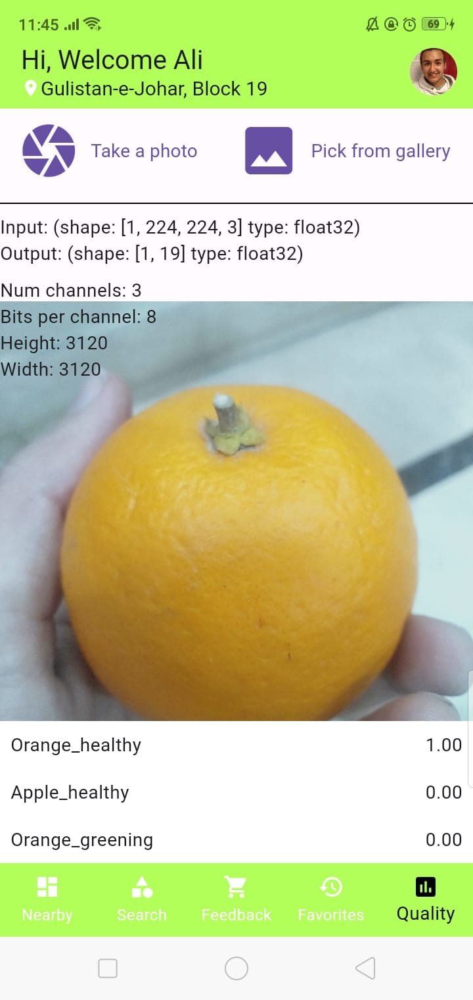 11:45
69
Hi, Welcome Ali
Gulistan-e-Johar, Block 19
Take a photo
Pick from gallery
Input: (shape: [1, 224, 224, 3] type: float32)
Output: (shape: [1, 19] type: float32)
Num channels: 3
Bits per channel: 8
Height: 3120
Width: 3120
Orange_healthy 1.00
Apple_healthy 0.00
Orange_greening 0.00
Nearby
Search
Feedback
Favorites
Quality